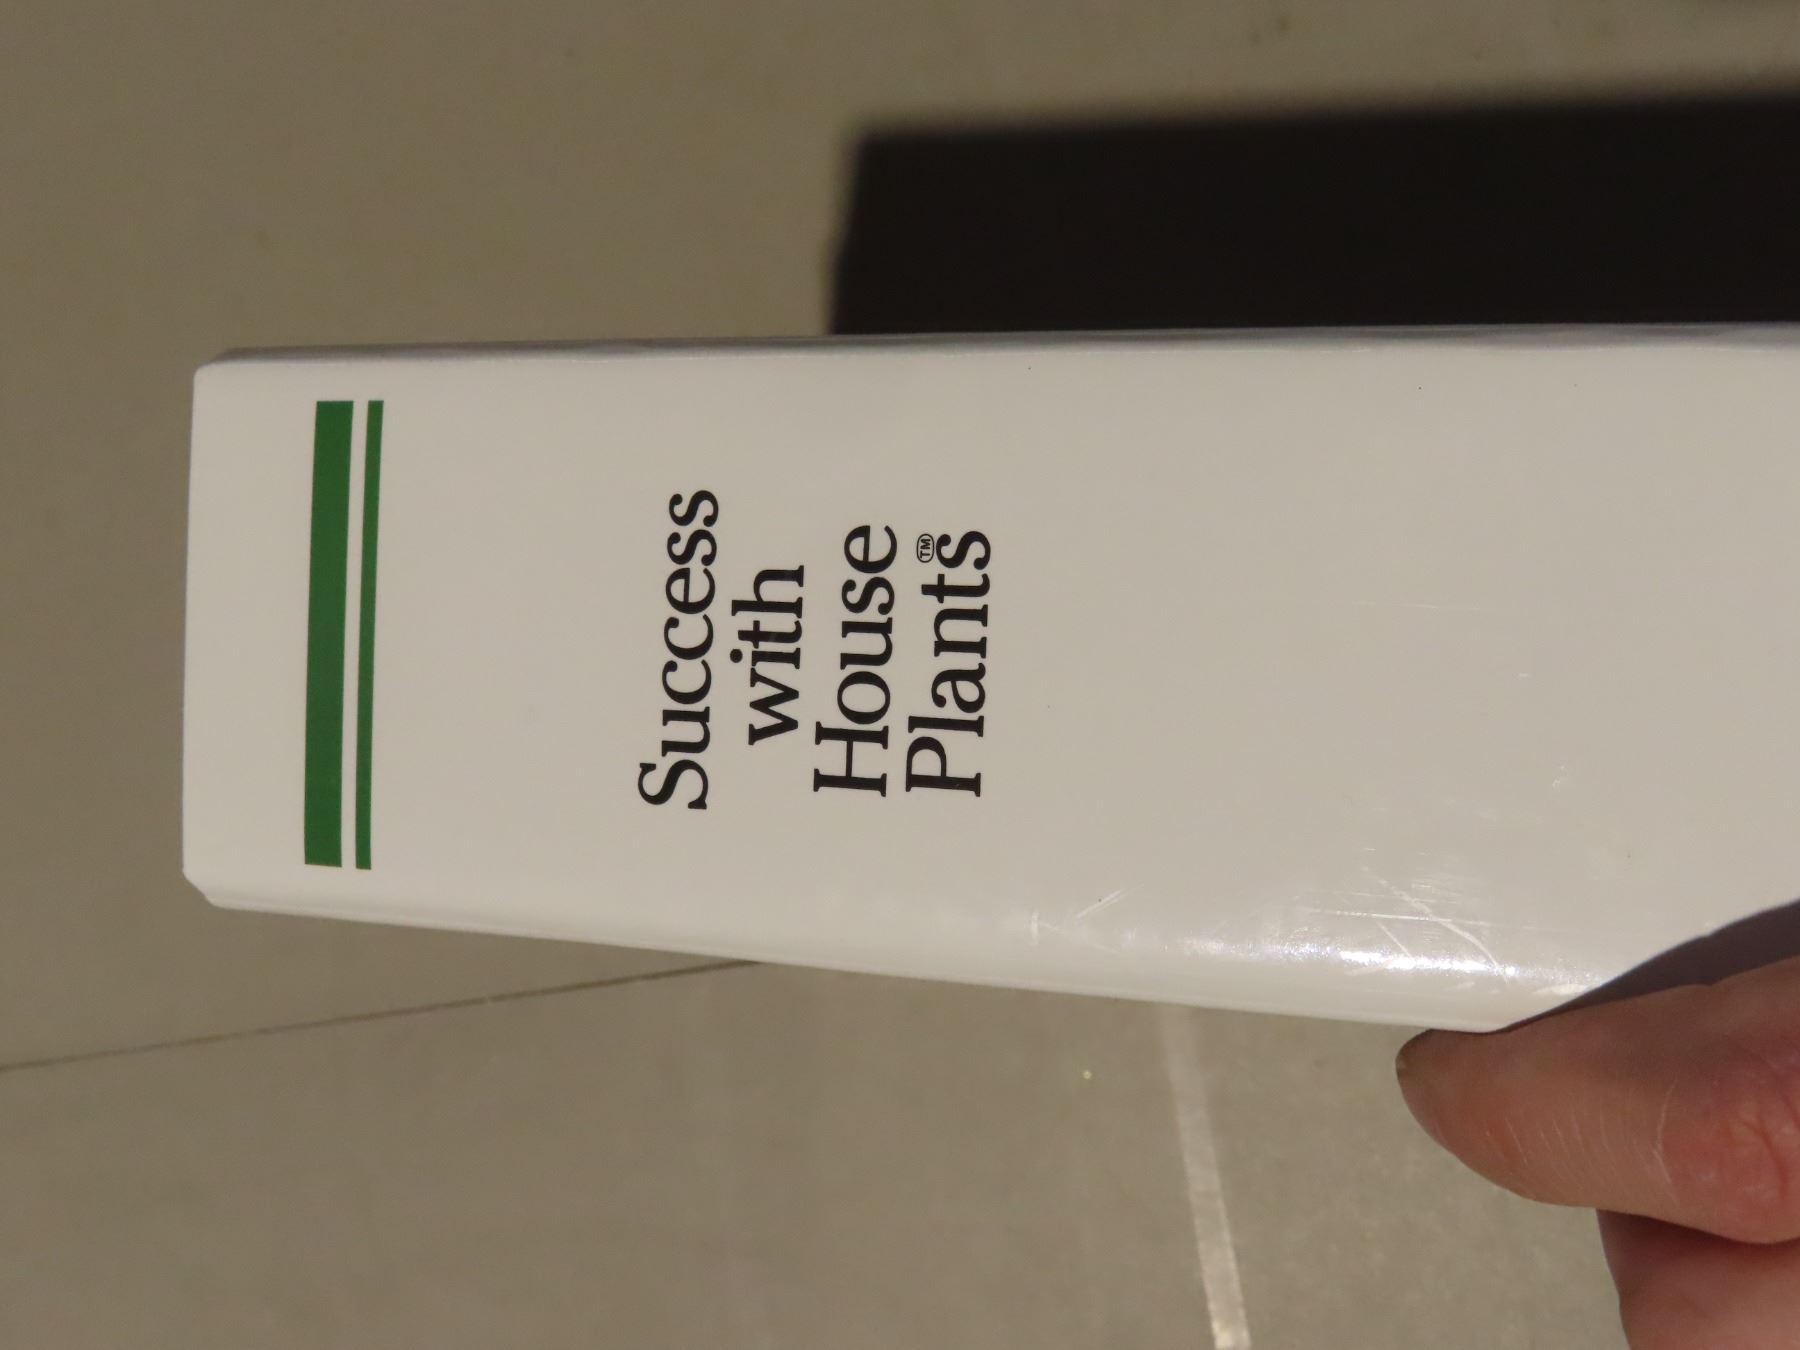 Success
with
House
Plants™